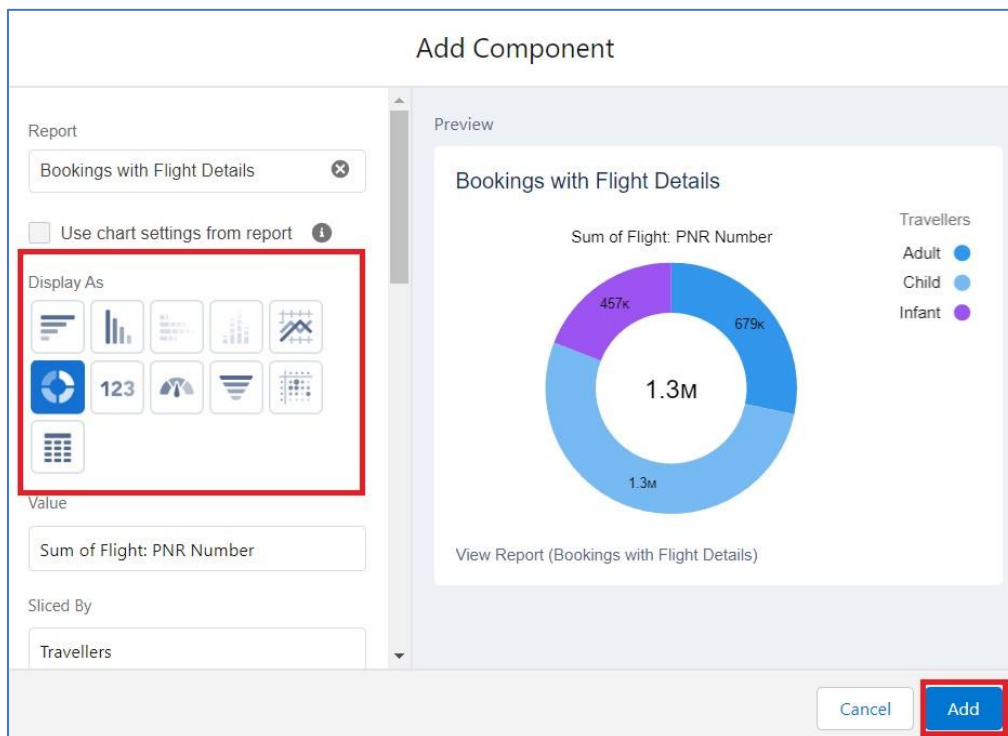 Add Component
Report
Bookings with Flight Details
Use chart settings from report
Display As
123
Value
Sum of Flight: PNR Number
Sliced By
Travellers
Preview
Bookings with Flight Details
Sum of Flight: PNR Number
Travellers
Adult
Child
Infant
457K
679K
1.3M
1.3M
View Report (Bookings with Flight Details)
Cancel
Add